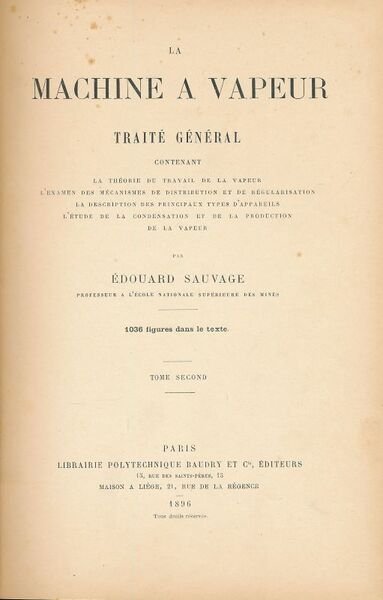 LA
MACHINE A VAPEUR
TRAITÉ GÉNÉRAL
CONTENANT
LA THÉORIE DU TRAVAIL DE LA VAPEUR
L'EXAMEN DES MÉCANISMES DE DISTRIBUTION ET DE RÉGULARISATION
LA DESCRIPTION DES PRINCIPAUX TYPES D'APPAREILS
L'ÉTUDE DE LA CONDENSATION ET DE LA PRODUCTION
DE LA VAPEUR
PAR
ÉDOUARD SAUVAGE
PROFESSEUR A L'ÉCOLE NATIONALE SUPÉRIEURE DES MINES
1036 figures dans le texte.
TOME SECOND
PARIS
LIBRAIRIE POLYTECHNIQUE BAUDRY ET Cie, ÉDITEURS
15, RUE DES SAINTS-PÈRES, 15
MAISON A LIÉGE, 21, RUE DE LA RÉGENCE
1896
Tous droits réservés.